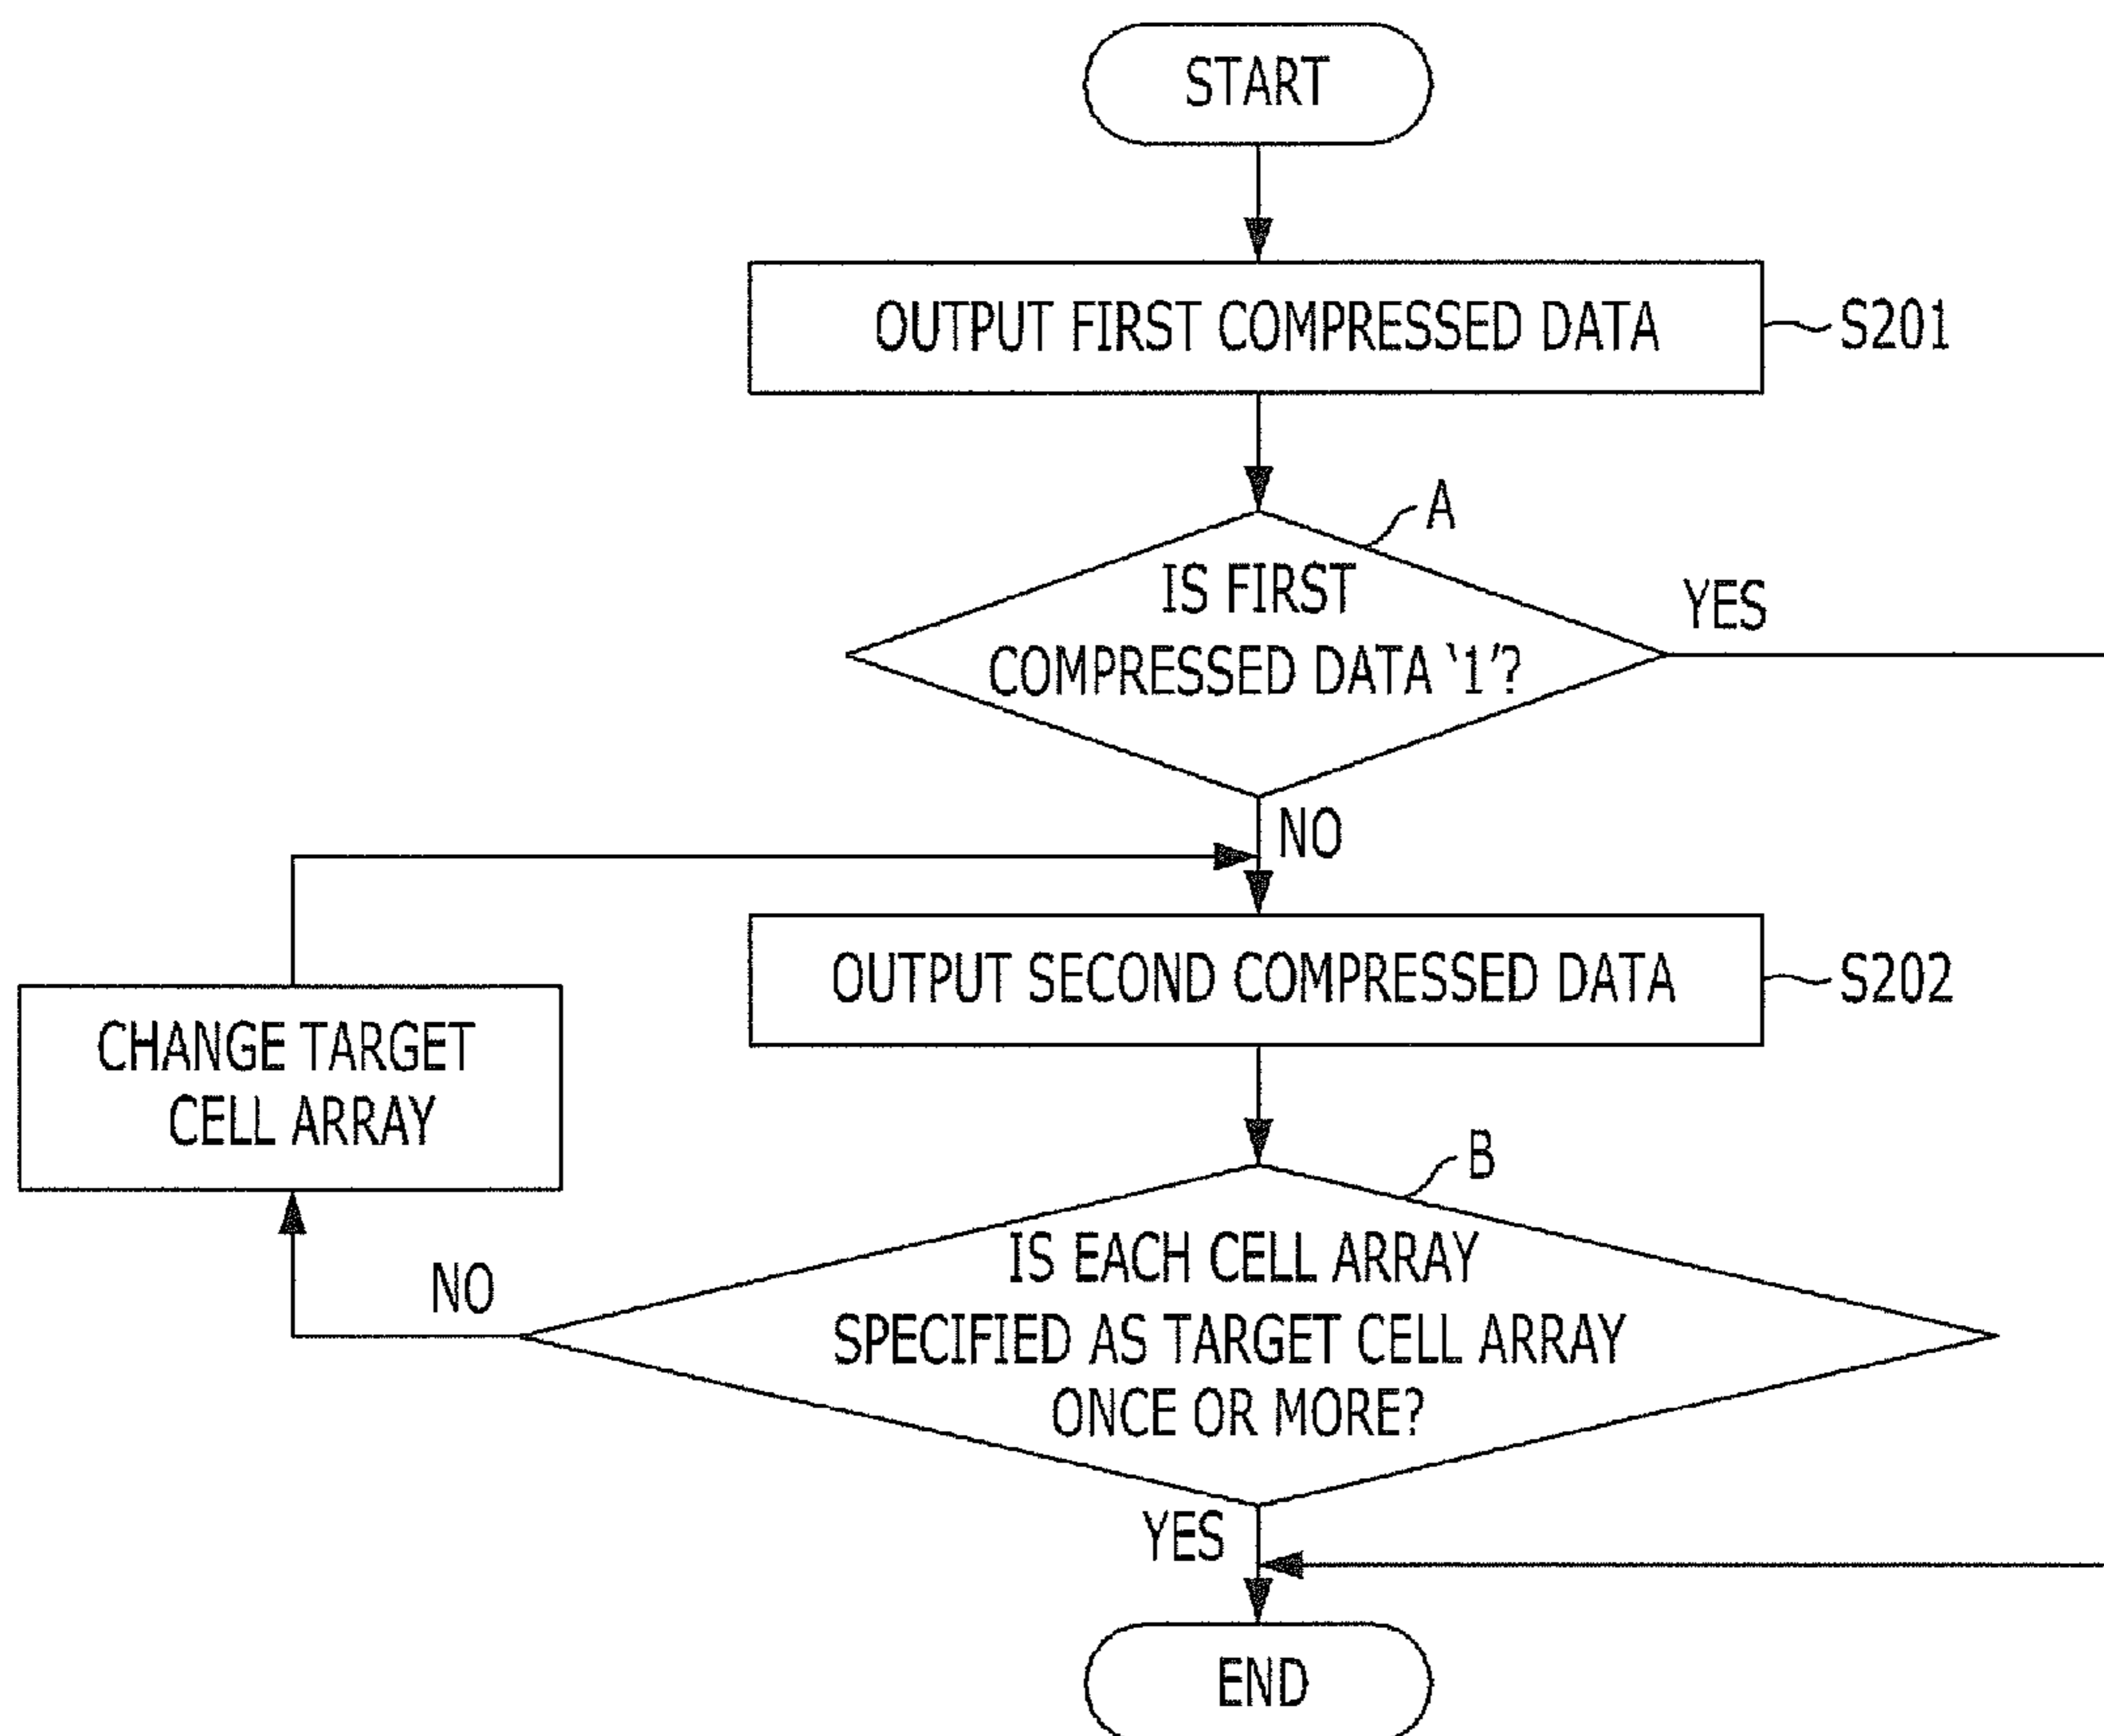 START
OUTPUT FIRST COMPRESSED DATA
S201
A
IS FIRST
COMPRESSED DATA ‘1’?
YES
NO
OUTPUT SECOND COMPRESSED DATA
S202
CHANGE TARGET
CELL ARRAY
B
IS EACH CELL ARRAY
SPECIFIED AS TARGET CELL ARRAY
ONCE OR MORE?
NO
YES
END